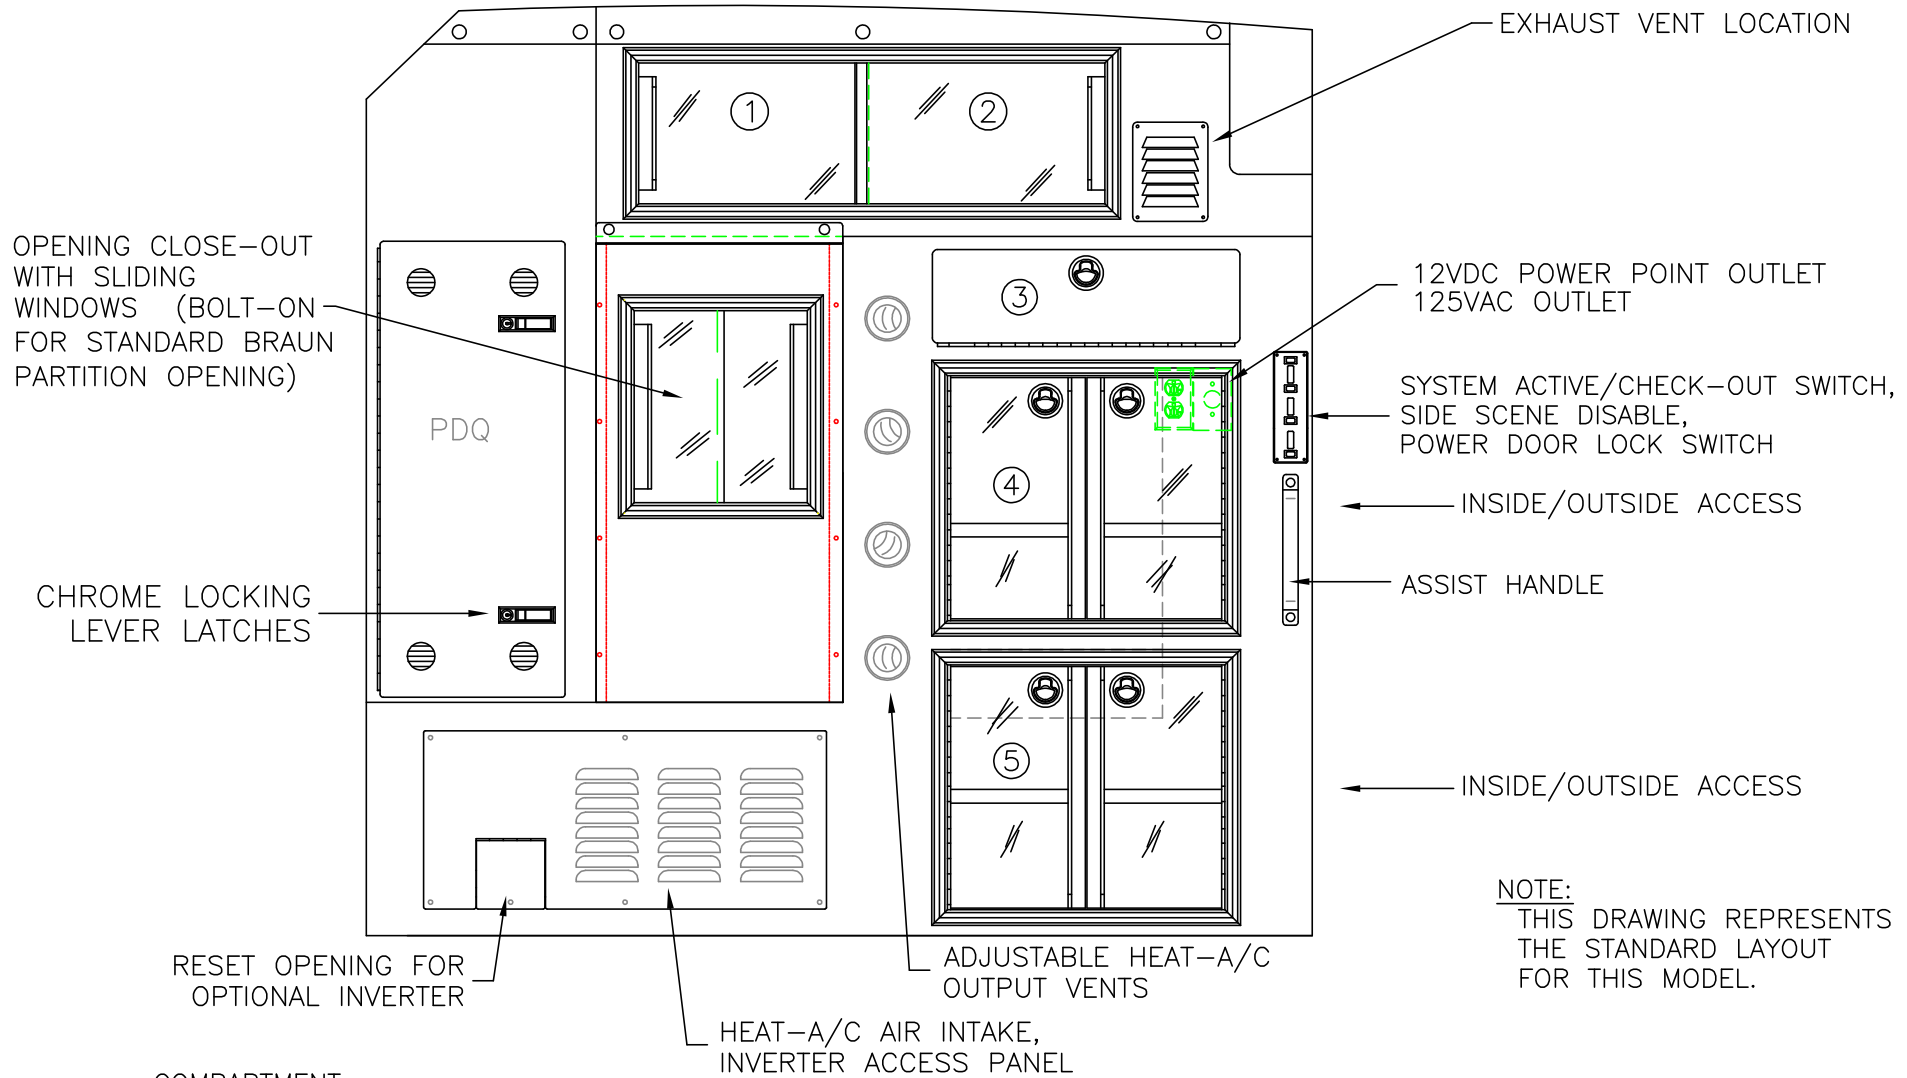 EXHAUST VENT LOCATION
1
2
OPENING CLOSE-OUT
WITH SLIDING
WINDOWS (BOLT-ON
FOR STANDARD BRAUN
PARTITION OPENING)
3
12VDC POWER POINT OUTLET
125VAC OUTLET
SYSTEM ACTIVE/CHECK-OUT SWITCH,
SIDE SCENE DISABLE,
POWER DOOR LOCK SWITCH
PDQ
4
INSIDE/OUTSIDE ACCESS
ASSIST HANDLE
CHROME LOCKING
LEVER LATCHES
5
INSIDE/OUTSIDE ACCESS
NOTE:
THIS DRAWING REPRESENTS
THE STANDARD LAYOUT
FOR THIS MODEL.
RESET OPENING FOR
OPTIONAL INVERTER
ADJUSTABLE HEAT-A/C
OUTPUT VENTS
HEAT-A/C AIR INTAKE,
INVERTER ACCESS PANEL
COMPARTMENT